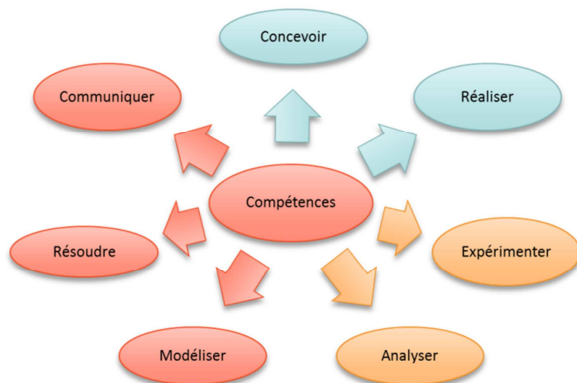 Concevoir
Communiquer
Réaliser
Compétences
Résoudre
Expérimenter
Modéliser
Analyser